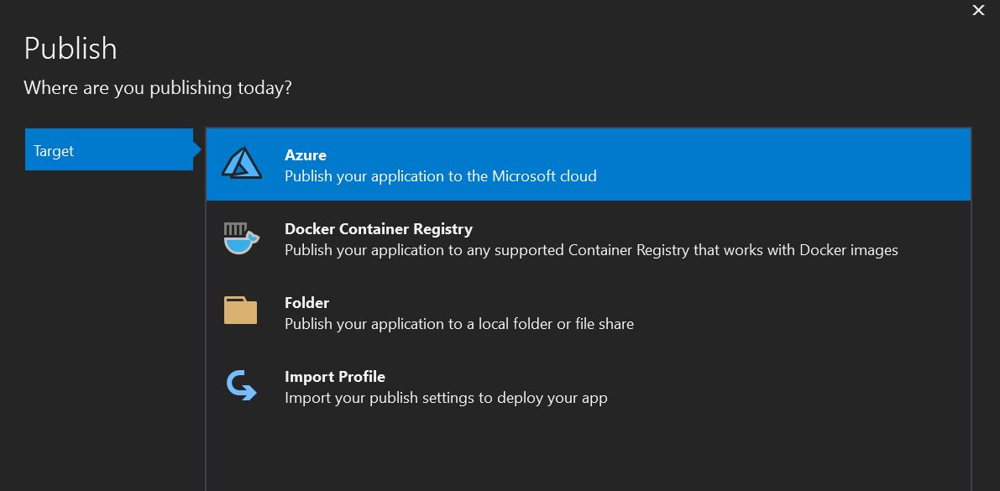 Publish
Where are you publishing today?
Target
Azure
Publish your application to the Microsoft cloud
Docker Container Registry
Publish your application to any supported Container Registry that works with Docker images
Folder
Publish your application to a local folder or file share
Import Profile
Import your publish settings to deploy your app